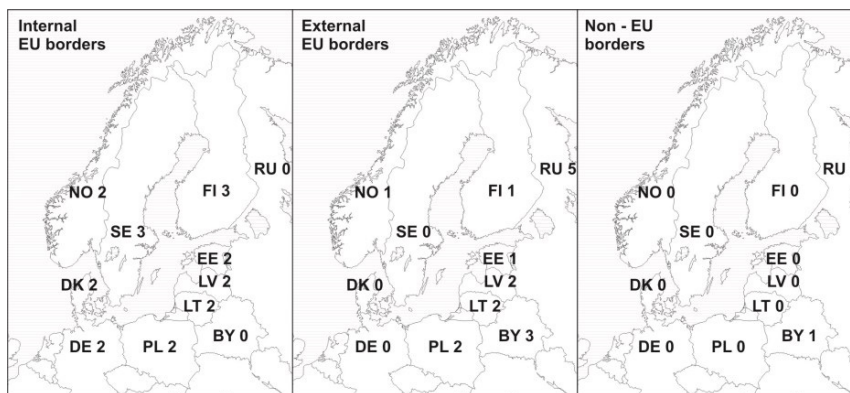 Internal
EU borders
NO 2
FI 3
RU 0
SE 3
EE 2
DK 2
LV 2
LT 2
BY 0
DE 2
PL 2
External
EU borders
NO 1
FI 1
RU 5
SE 0
EE 1
DK 0
LV 2
LT 2
BY 3
DE 0
PL 2
Non - EU
borders
NO 0
FI 0
RU
SE 0
EE 0
DK 0
LV 0
LT 0
BY 1
DE 0
PL 0